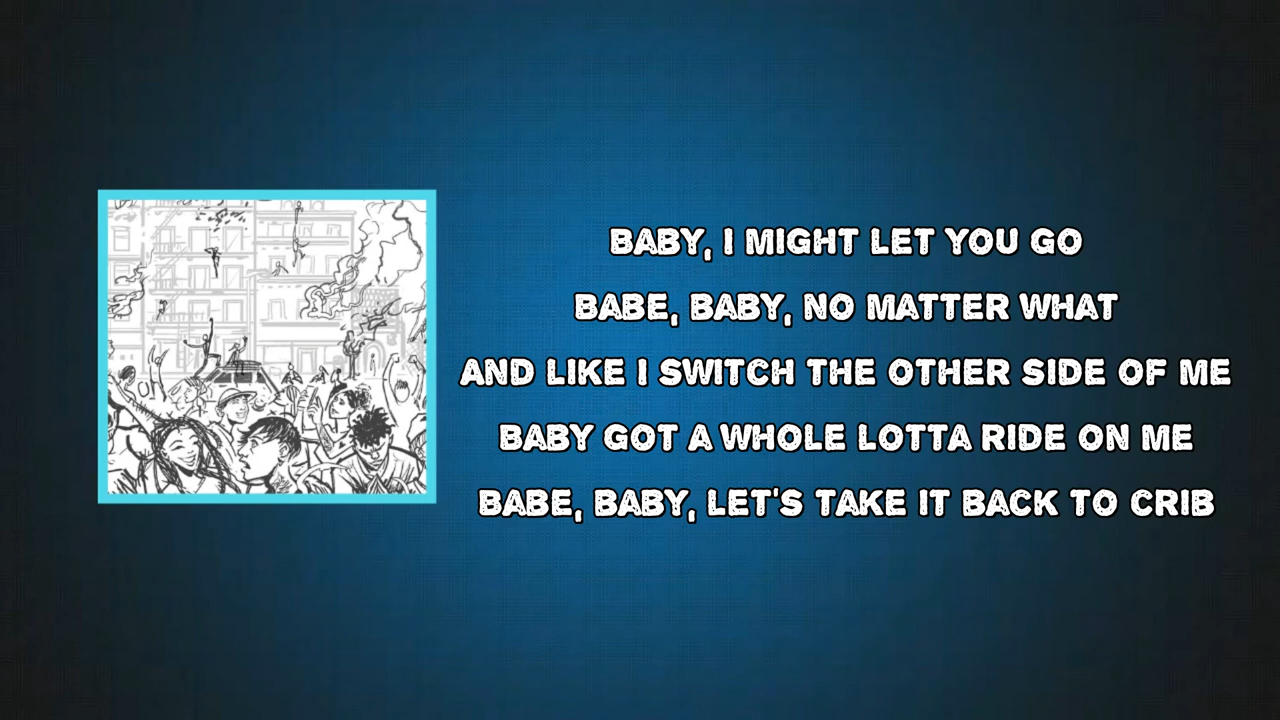 BABY, I MIGHT LET YOU GO
BABE, BABY, NO MATTER WHAT
AND LIKE I SWITCH THE OTHER SIDE OF ME
BABY GOT A WHOLE LOTTA RIDE ON ME
BABE, BABY, LET'S TAKE IT BACK TO CRIB